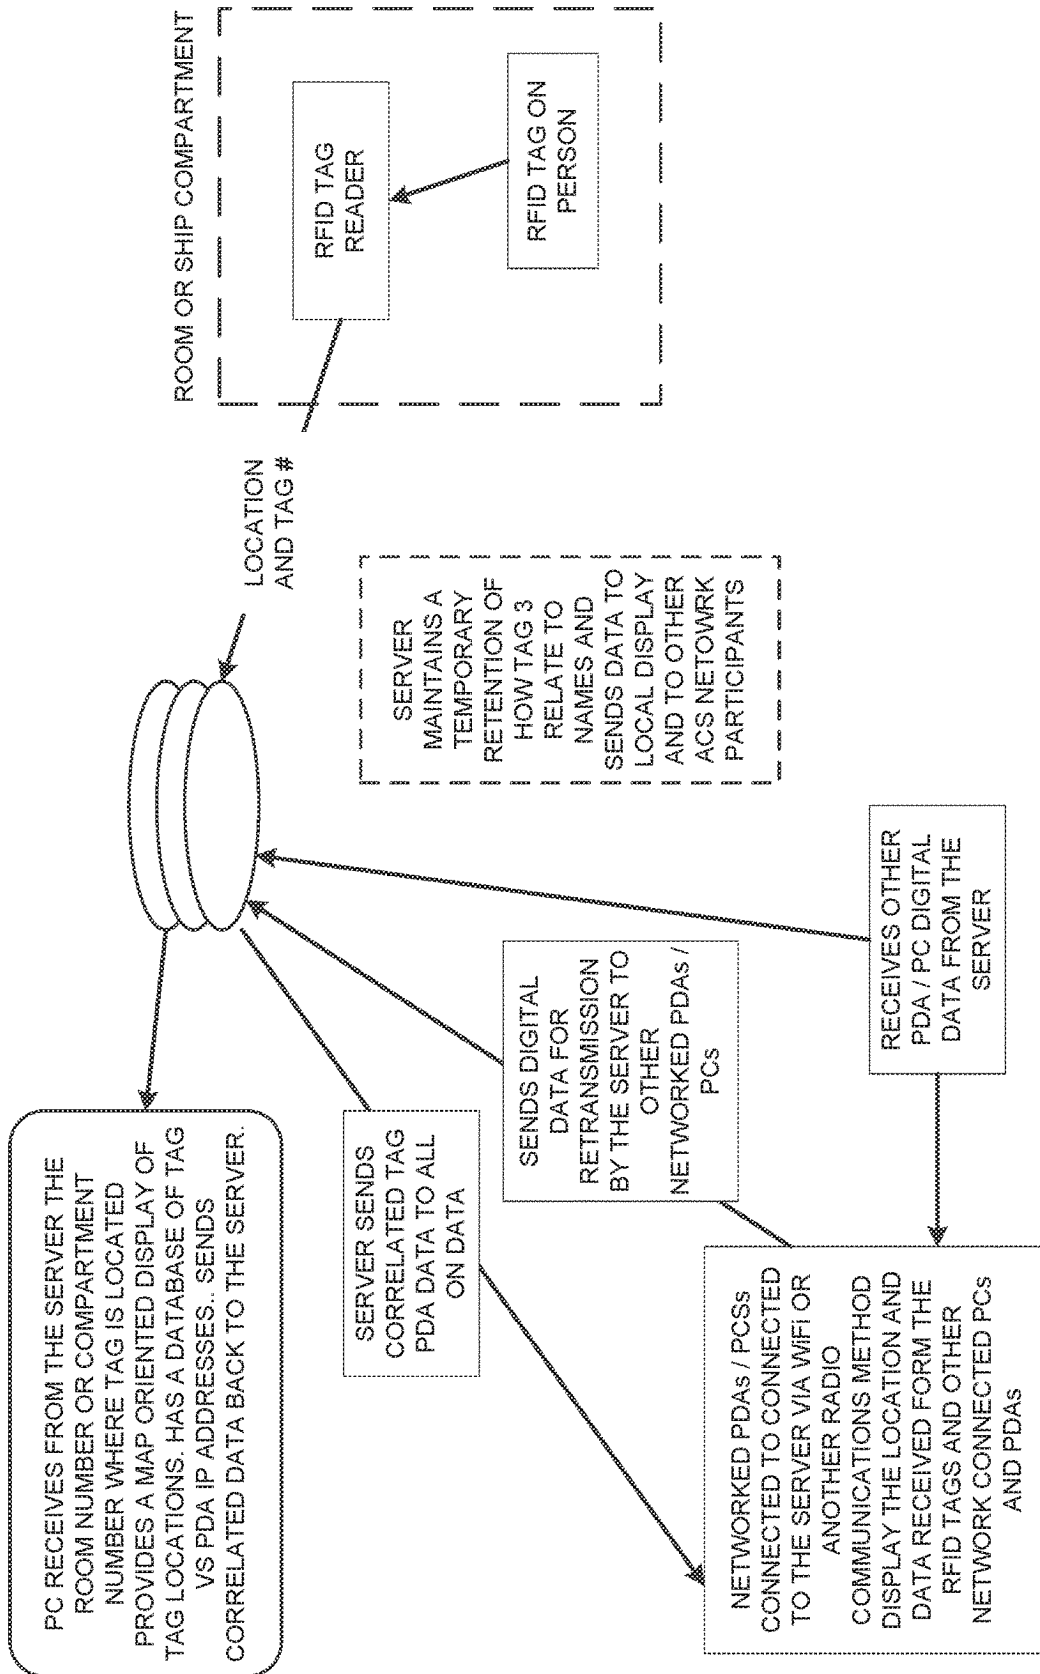 PC RECEIVES FROM THE SERVER THE
ROOM NUMBER OR COMPARTMENT
NUMBER WHERE TAG IS LOCATED
PROVIDES A MAP ORIENTED DISPLAY OF
TAG LOCATIONS. HAS A DATABASE OF TAG
VS PDA IP ADDRESSES.. SENDS
CORRELATED DATA BACK TO THE SERVER.
ROOM OR SHIP COMPARTMENT
RFID TAG
READER
RFID TAG ON
PERSON
LOCATION
AND TAG #
SERVER SENDS
CORRELATED TAG
PDA DATA TO ALL
ON DATA
SERVER
MAINTAINS A
TEMPORARY
RETENTION OF
HOW TAG 3
RELATE TO
NAMES AND
SENDS DATA TO
LOCAL DISPLAY
AND TO OTHER
ACS NETOWRK
PARTICIPANTS
SENDS DIGITAL
DATA FOR
RETRANSMISSION
BY THE SERVER TO
OTHER
NETWORKED PDAs /
PCs
NETWORKED PDAs / PCSs
CONNECTED TO CONNECTED
TO THE SERVER VIA WiFi OR
ANOTHER RADIO
COMMUNICATIONS METHOD
DISPLAY THE LOCATION AND
DATA RECEIVED FORM THE
RFID TAGS AND OTHER
NETWORK CONNECTED PCs
AND PDAs
RECEIVES OTHER
PDA / PC DIGITAL
DATA FROM THE
SERVER